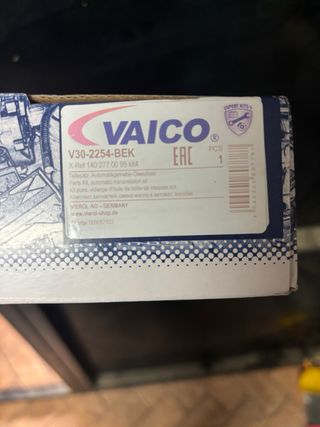 EXPERT KITS +
VAICO®
V30-2254-BEK
EAC
PCS
1
X-Ref 140 277 00 95 kit4
Teilesatz, Automatikgetriebe-Ölwechsel
Parts Kit, automatic transmission oil
VIEROL AG - GERMANY
www.vierol-shop.de